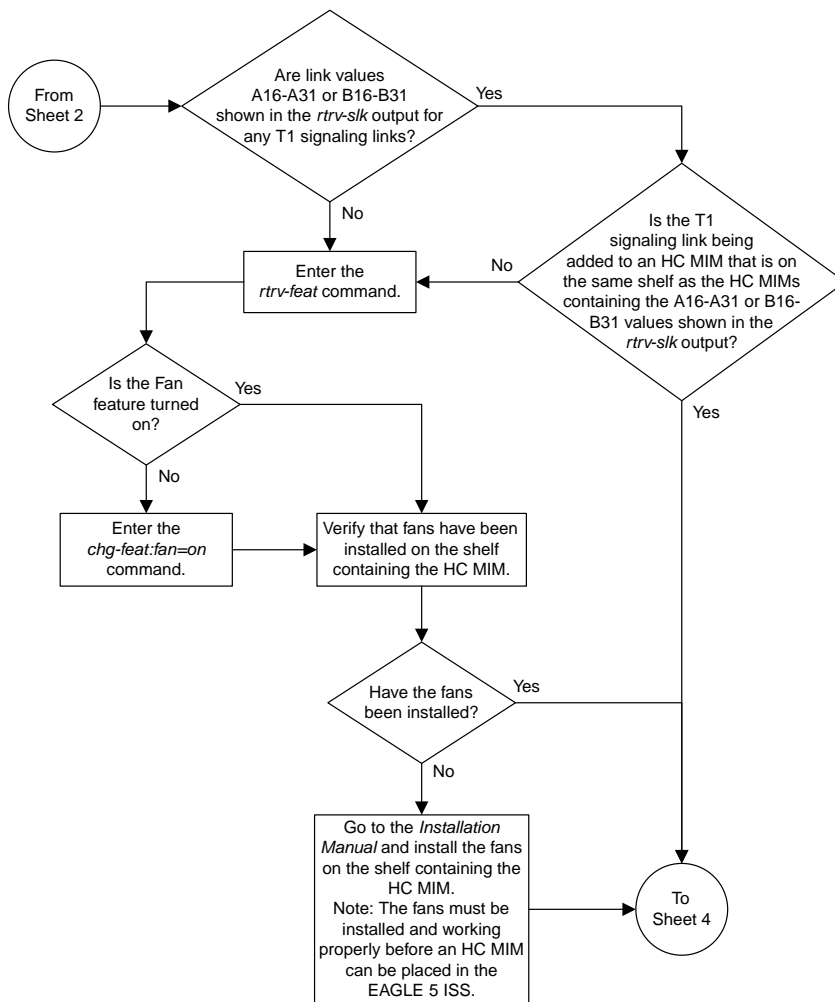 From
Sheet 2
Are link values
A16-A31 or B16-B31
shown in the rtrv-slk output for
any T1 signaling links?
Yes
No
Is the T1
signaling link being
added to an HC MIM that is on
the same shelf as the HC MIMs
containing the A16-A31 or B16-
B31 values shown in the
rtrv-slk output?
No
Yes
Enter the
rtrv-feat command.
Is the Fan
feature turned
on?
Yes
No
Enter the
chg-feat:fan=on
command.
Verify that fans have been
installed on the shelf
containing the HC MIM.
Have the fans
been installed?
Yes
No
Go to the Installation
Manual and install the fans
on the shelf containing the
HC MIM.
Note: The fans must be
installed and working
properly before an HC MIM
can be placed in the
EAGLE 5 ISS.
To
Sheet 4